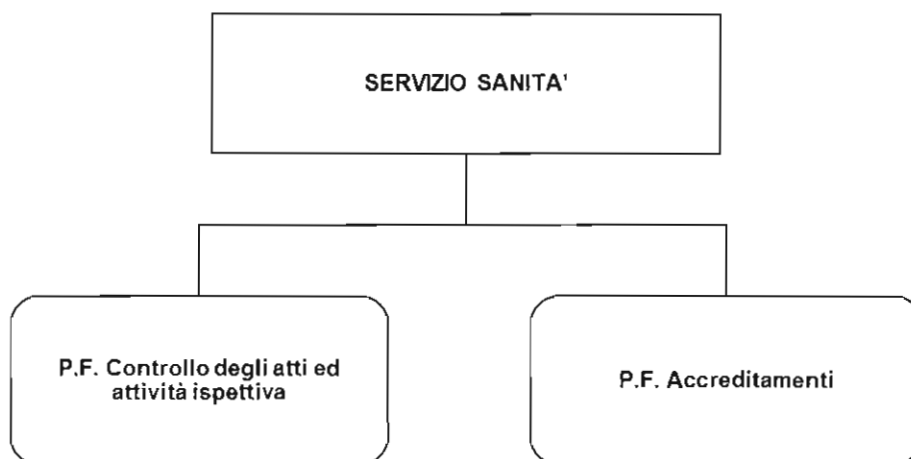 SERVIZIO SANITA'
P.F. Controllo degli atti ed
attività ispettiva
P.F. Accreditamenti